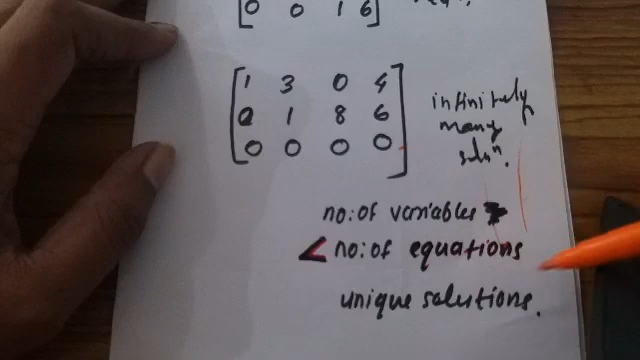 0 0 1 6
1 3 0 4
0 1 8 6
0 0 0 0
infinitely
many
solⁿ.
no: of variables
< no: of equations
unique solutions.